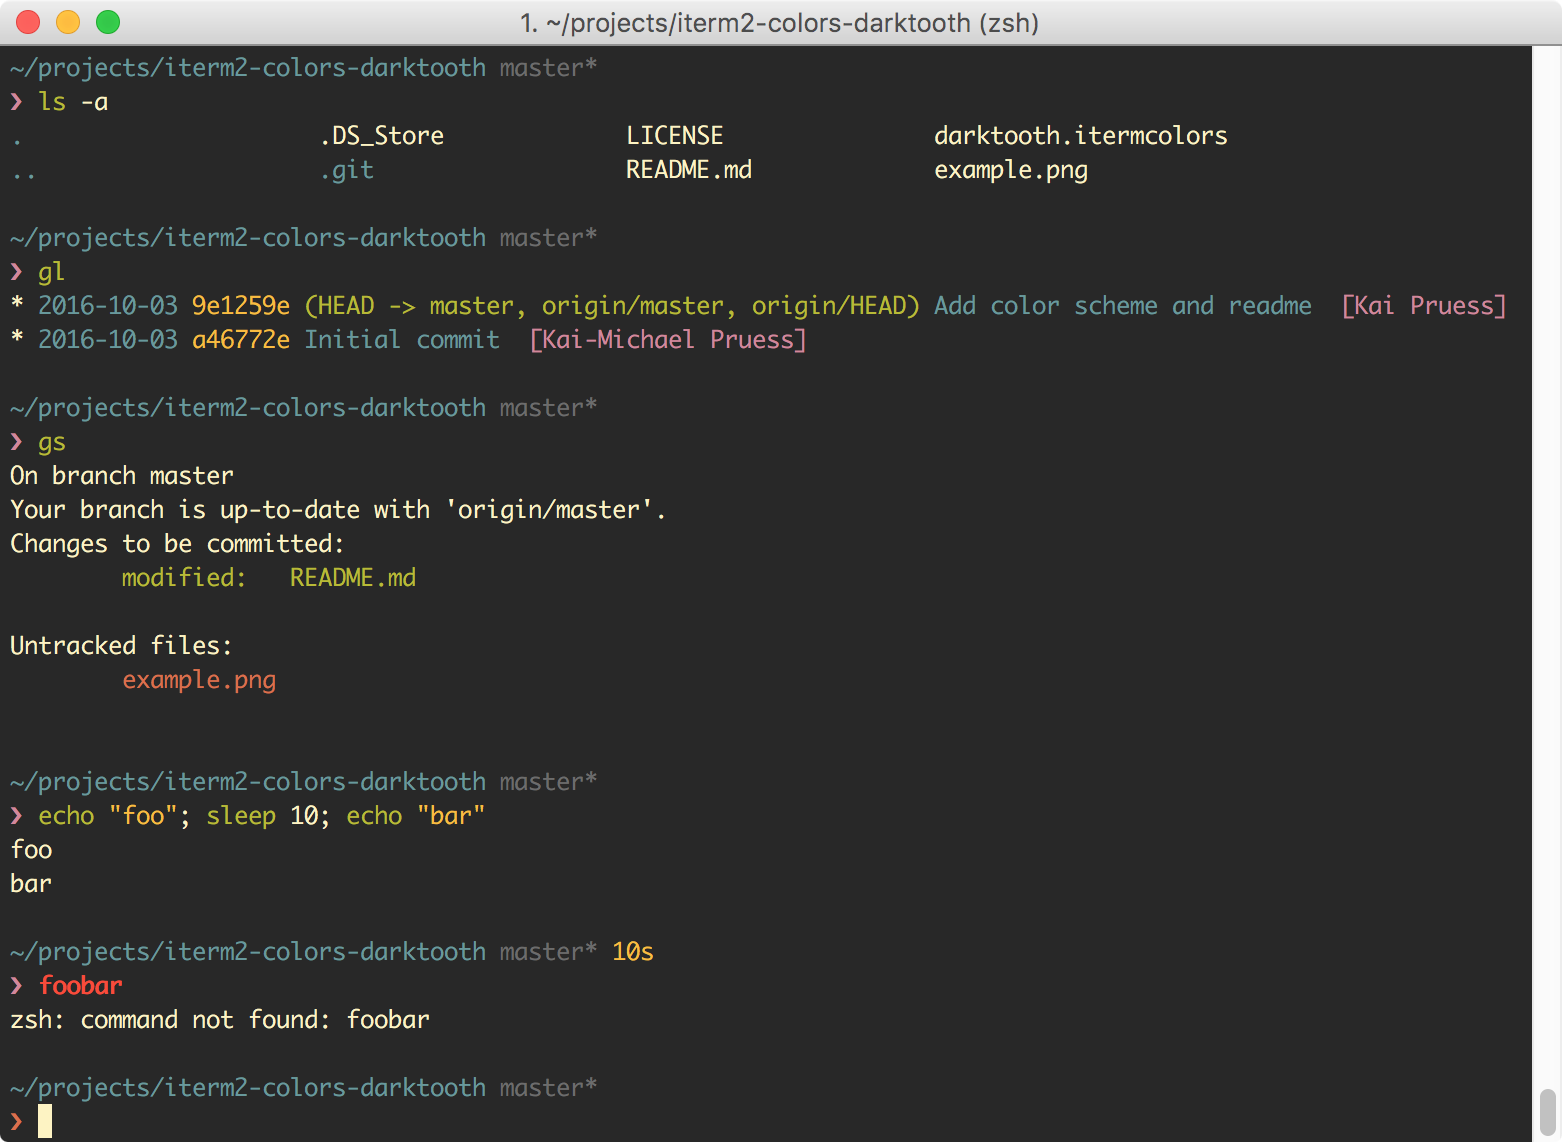 1. ~/projects/iterm2-colors-darktooth (zsh)
~/projects/iterm2-colors-darktooth master*
❯ ls -a
. .DS_Store LICENSE darktooth.itermcolors
.. .git README.md example.png
~/projects/iterm2-colors-darktooth master*
❯ gl
* 2016-10-03 9e1259e (HEAD -> master, origin/master, origin/HEAD) Add color scheme and readme [Kai Pruess]
* 2016-10-03 a46772e Initial commit [Kai-Michael Pruess]
~/projects/iterm2-colors-darktooth master*
❯ gs
On branch master
Your branch is up-to-date with 'origin/master'.
Changes to be committed:
modified: README.md
Untracked files:
example.png
~/projects/iterm2-colors-darktooth master*
❯ echo "foo"; sleep 10; echo "bar"
foo
bar
~/projects/iterm2-colors-darktooth master* 10s
❯ foobar
zsh: command not found: foobar
~/projects/iterm2-colors-darktooth master*
❯